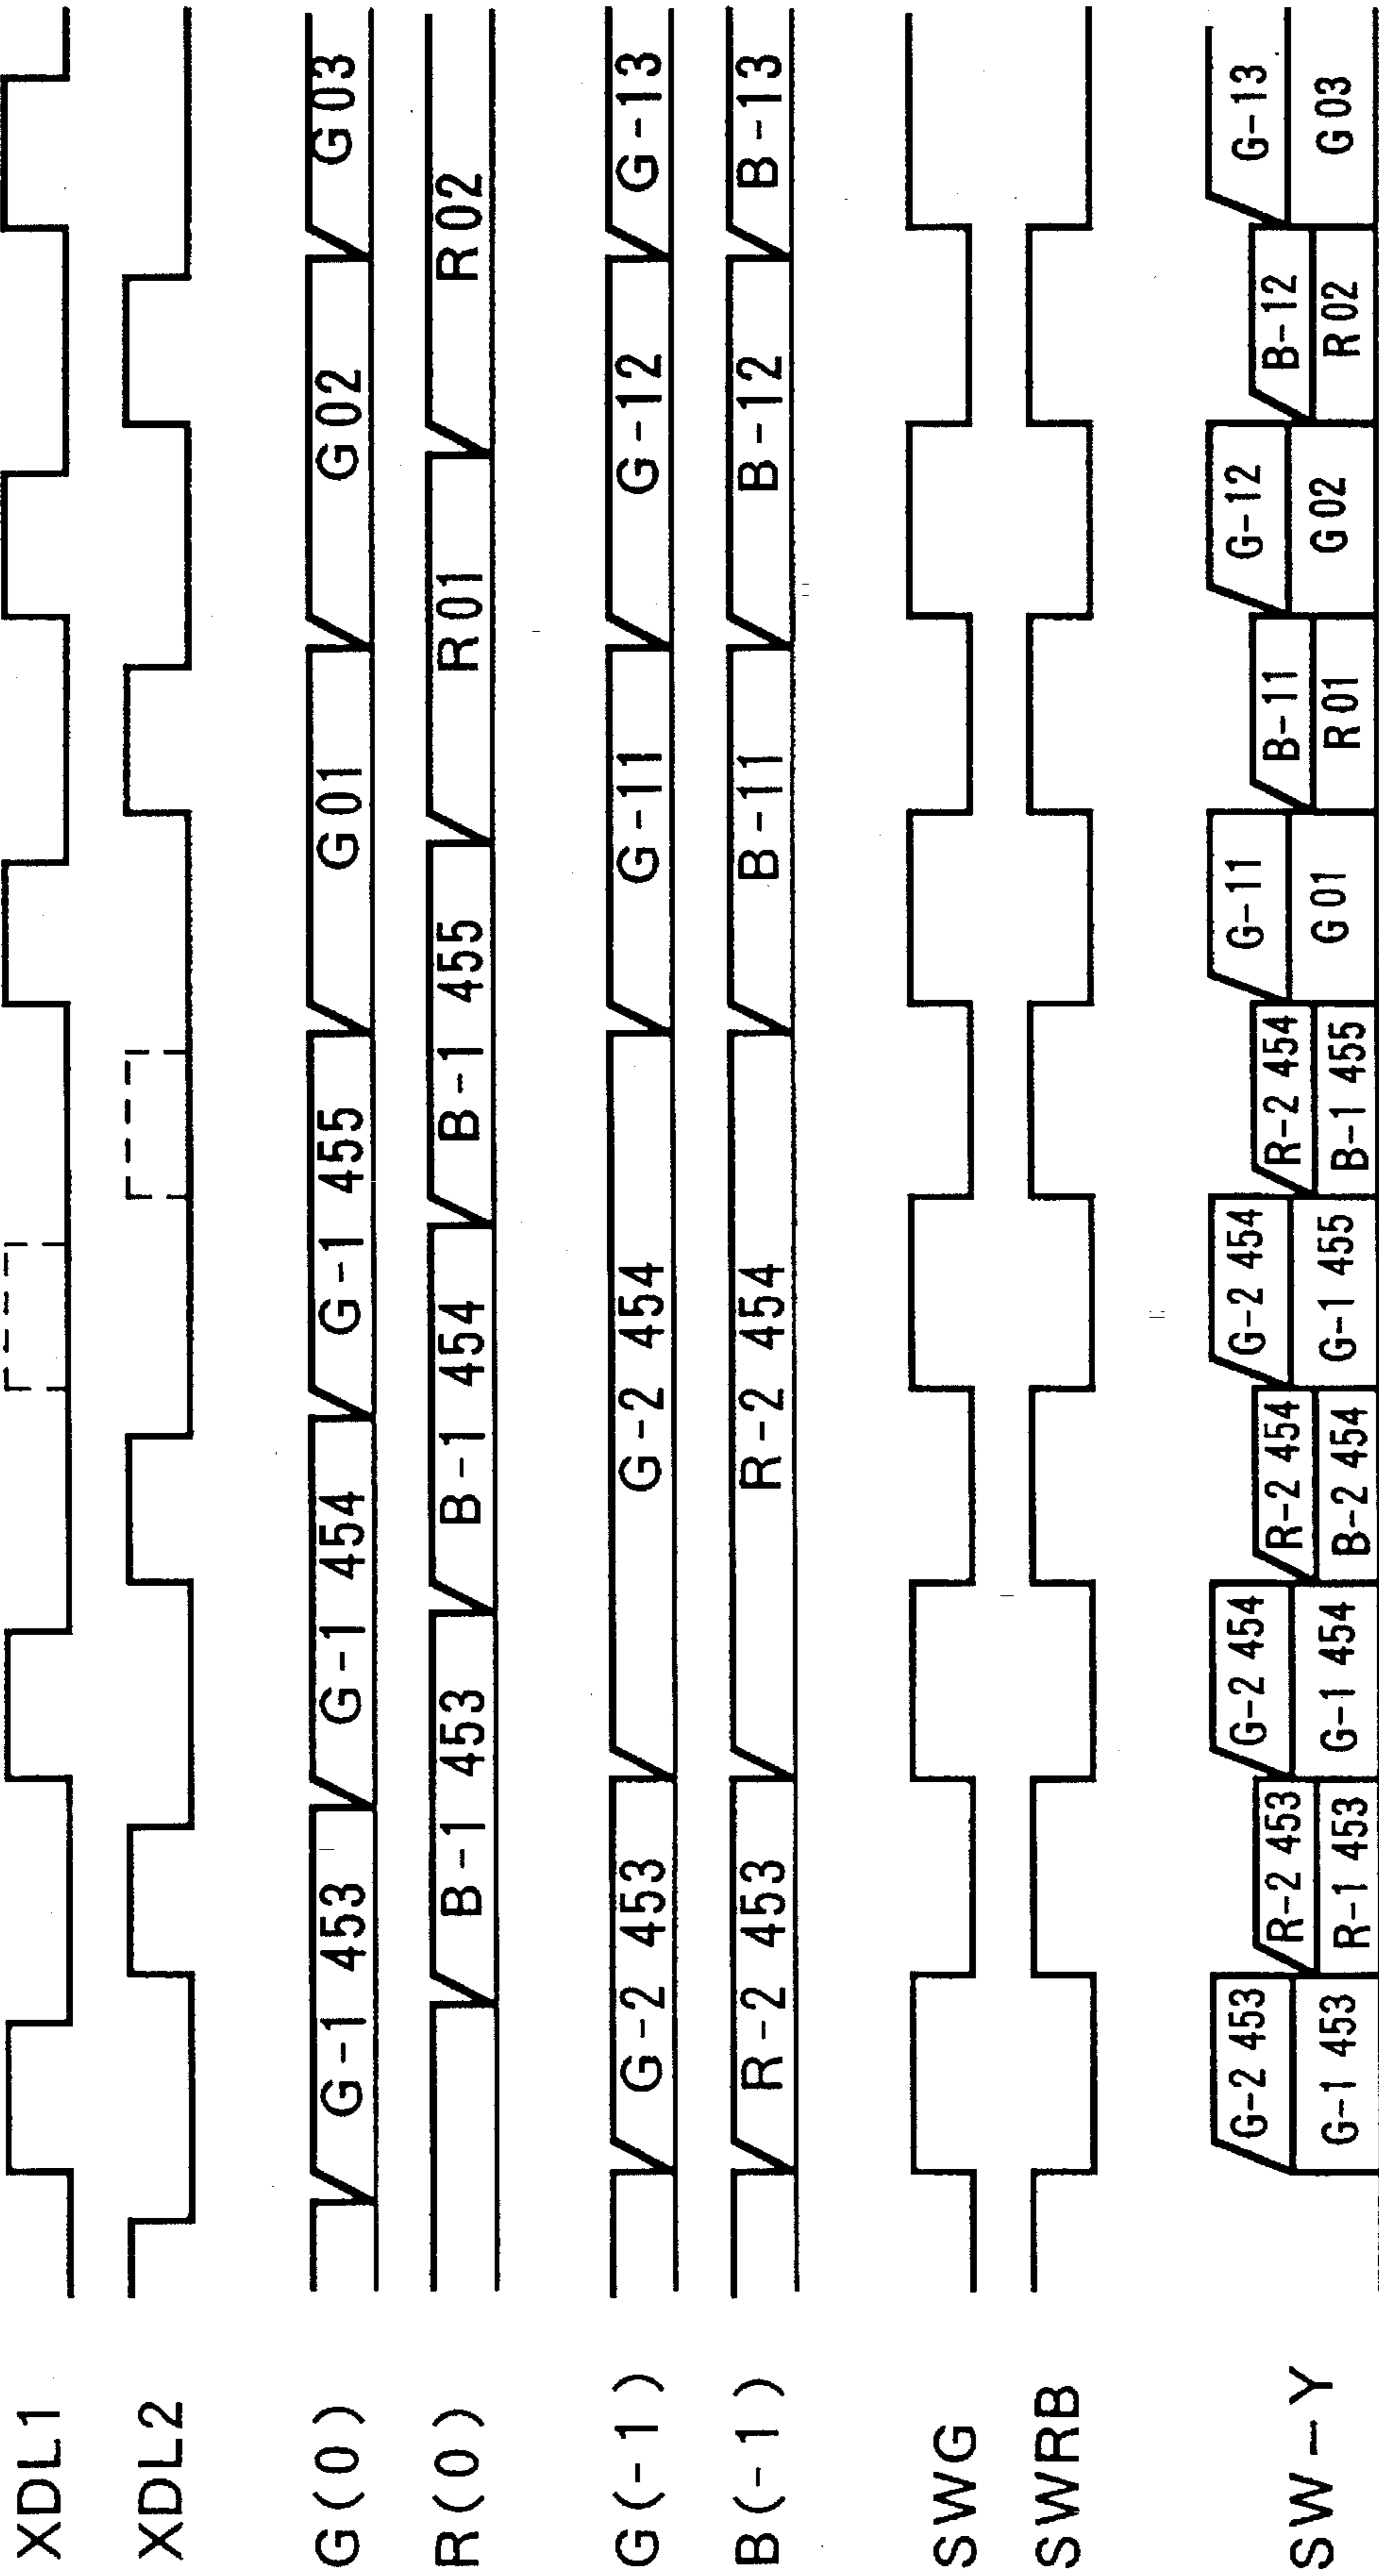 XDL1
XDL2
G(0) G-1 453 G-1 454 G-1 455 G01 G02 G03
R(0) B-1 453 B-1 454 B-1 455 R01 R02
G(-1) G-2 453 G-2 454 G-11 G-12 G-13
B(-1) R-2 453 R-2 454 B-11 B-12 B-13
SWG
SWRB
SW-Y
G-2 453 R-2 453 G-2 454 R-2 454 G-2 454 R-2 454 G-11 B-11 G-12 B-12 G-13
G-1 453 R-1 453 G-1 454 B-2 454 G-1 455 B-1 455 G01 R01 G02 R02 G03